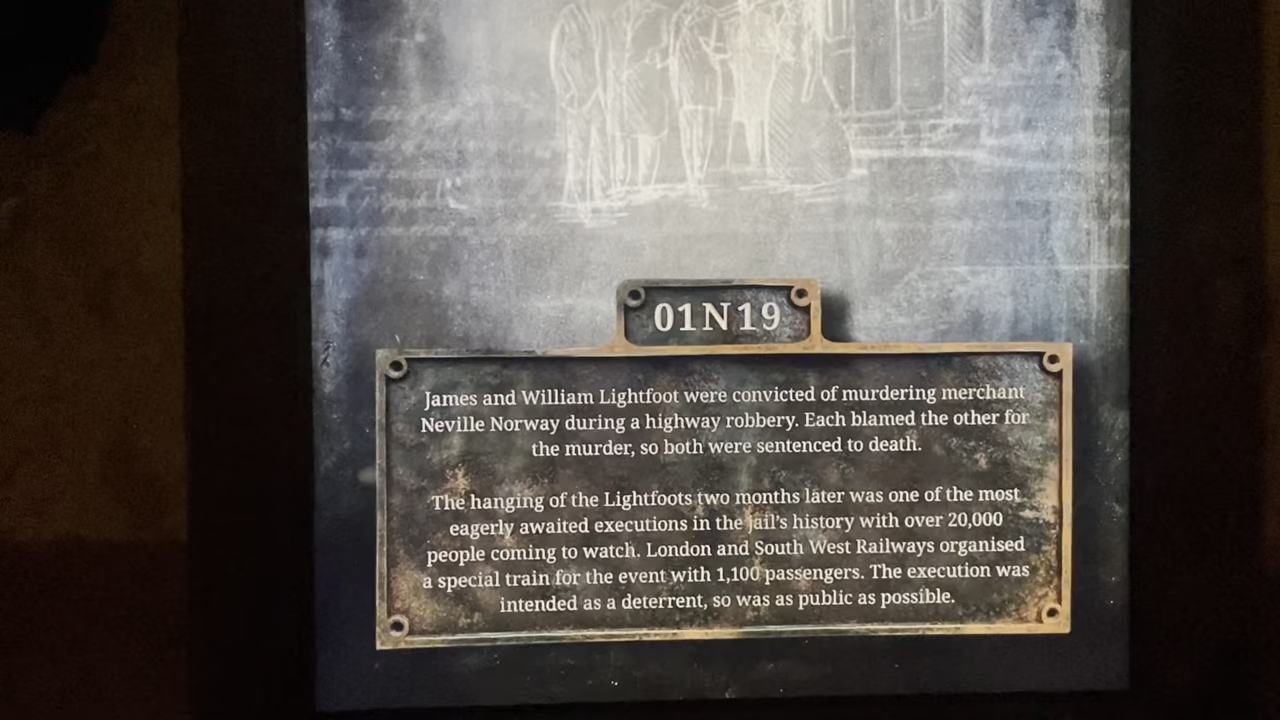 01N19
James and William Lightfoot were convicted of murdering merchant
Neville Norway during a highway robbery. Each blamed the other for
the murder, so both were sentenced to death.
The hanging of the Lightfoots two months later was one of the most
eagerly awaited executions in the jail's history with over 20,000
people coming to watch. London and South West Railways organised
a special train for the event with 1,100 passengers. The execution was
intended as a deterrent, so was as public as possible.